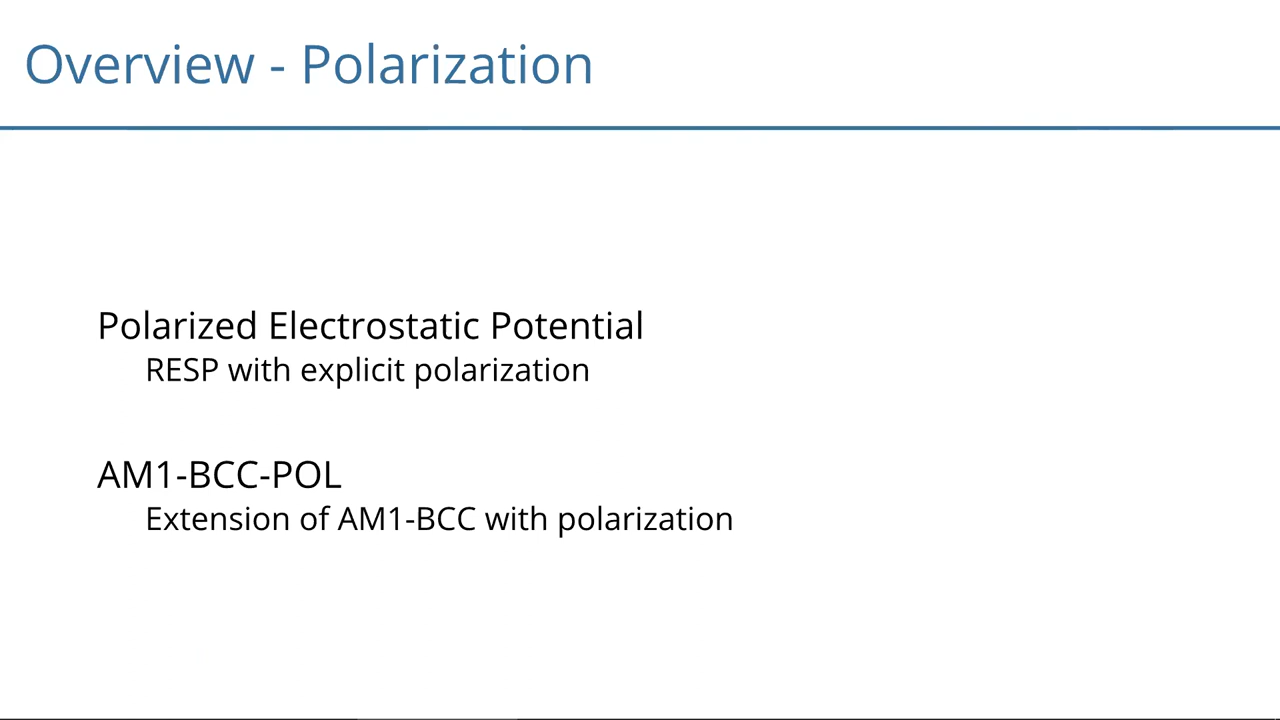 Overview - Polarization
Polarized Electrostatic Potential
RESP with explicit polarization
AM1-BCC-POL
Extension of AM1-BCC with polarization